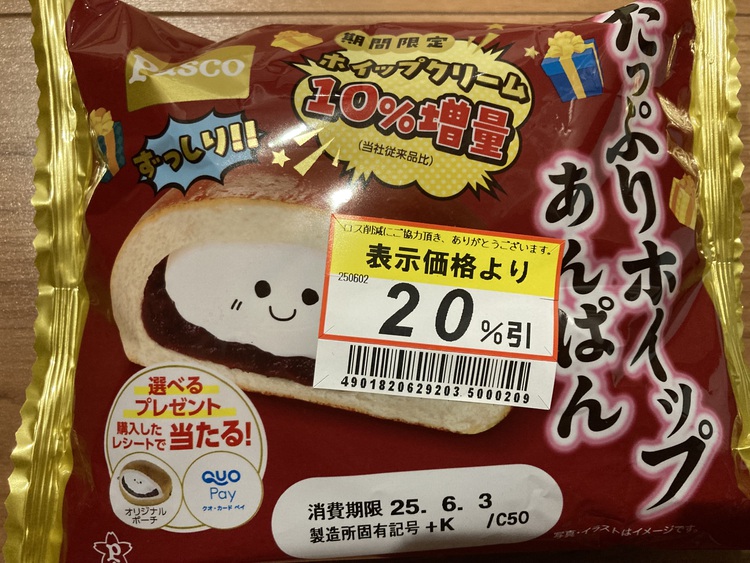 Pasco
期間限定
ホイップクリーム
10%増量
(当社従来品比)
ずっしり!!
たっぷりホイップ
あんぱん
ロス削減にご協力頂き、ありがとうございます。
表示価格より
250602
20%引
4901820629203 5000209
選べる
プレゼント
購入した
レシートで 当たる!
オリジナル
ポーチ
QUO
Pay
クオ・カード ペイ
消費期限 25. 6. 3
製造所固有記号 +K /C50
写真・イラストはイメージです。